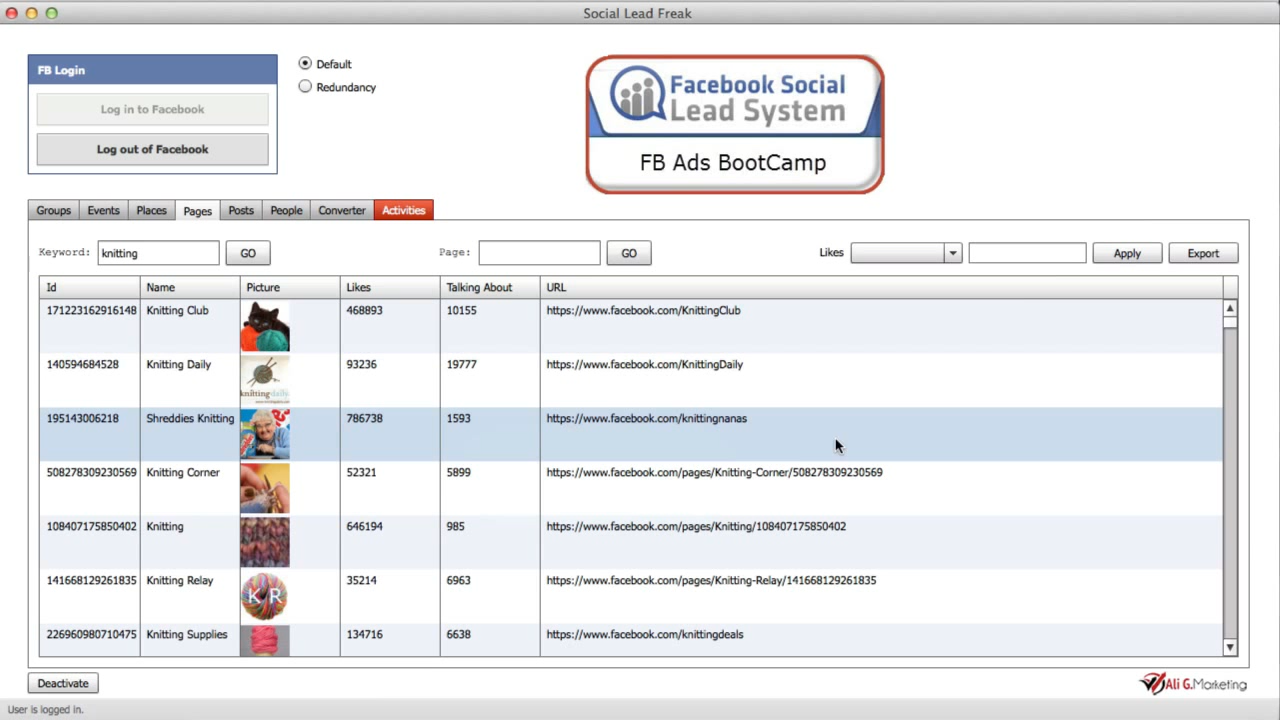 Social Lead Freak
FB Login
Log in to Facebook
Log out of Facebook
Default
Redundancy
Facebook Social
Lead System
FB Ads BootCamp
Groups Events Places Pages Posts People Converter Activities
Keyword: knitting GO Page: GO Likes Apply Export
Id Name Picture Likes Talking About URL
171223162916148 Knitting Club 468893 10155 https://www.facebook.com/KnittingClub
140594684528 Knitting Daily knittingdaily 93236 19777 https://www.facebook.com/KnittingDaily
195143006218 Shreddies Knitting 786738 1593 https://www.facebook.com/knittingnanas
508278309230569 Knitting Corner 52321 5899 https://www.facebook.com/pages/Knitting-Corner/508278309230569
108407175850402 Knitting 646194 985 https://www.facebook.com/pages/Knitting/108407175850402
141668129261835 Knitting Relay K R 35214 6963 https://www.facebook.com/pages/Knitting-Relay/141668129261835
226960980710475 Knitting Supplies 134716 6638 https://www.facebook.com/knittingdeals
Deactivate
Ali G.Marketing
User is logged in.